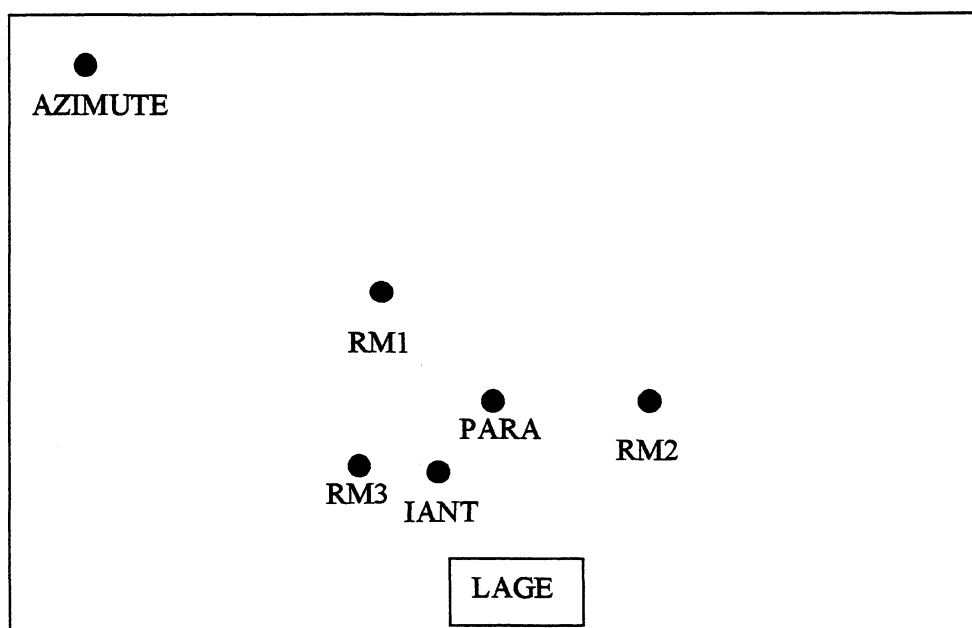 AZIMUTE
RM1
PARA
RM2
RM3
IANT
LAGE